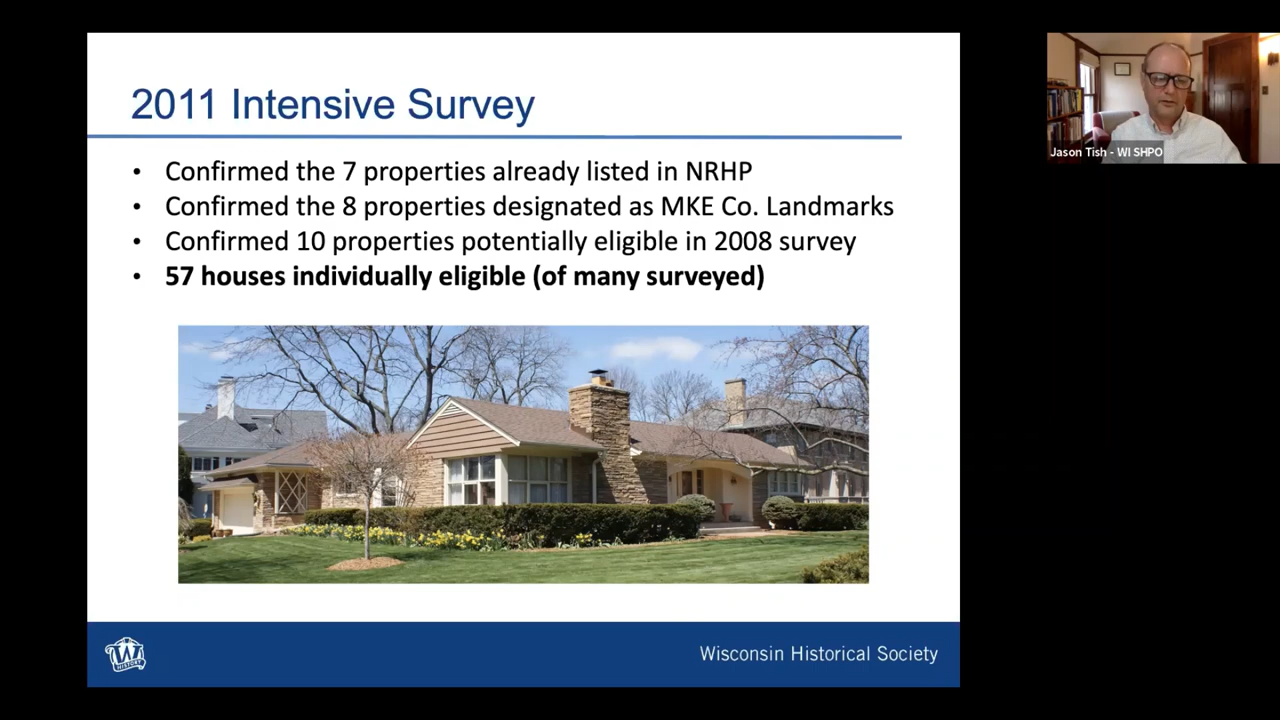 2011 Intensive Survey
• Confirmed the 7 properties already listed in NRHP
• Confirmed the 8 properties designated as MKE Co. Landmarks
• Confirmed 10 properties potentially eligible in 2008 survey
• 57 houses individually eligible (of many surveyed)
Jason Tish - WI SHPO
W
HISTORY
Wisconsin Historical Society